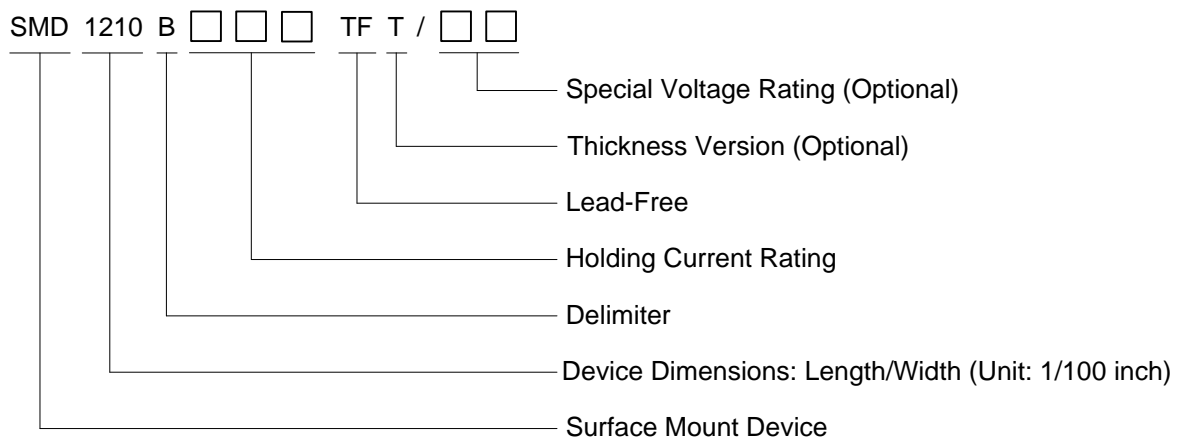 SMD 1210 B □ □ □ TF T / □ □
Special Voltage Rating (Optional)
Thickness Version (Optional)
Lead-Free
Holding Current Rating
Delimiter
Device Dimensions: Length/Width (Unit: 1/100 inch)
Surface Mount Device